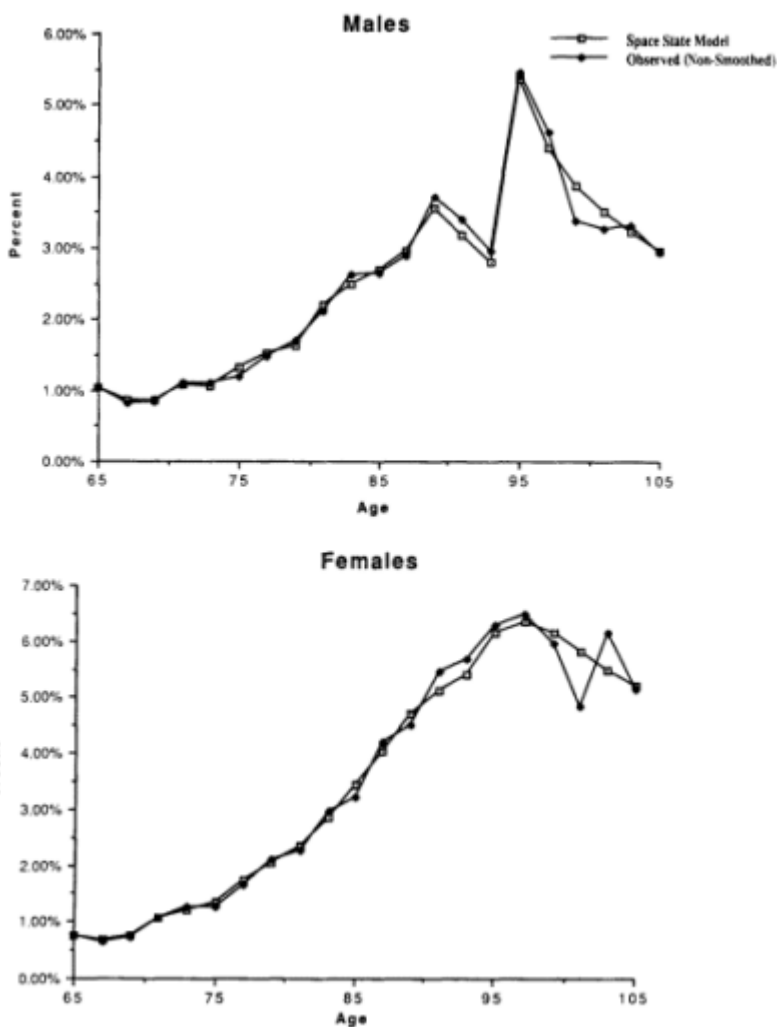 Males
Space State Model
Observed (Non-Smoothed)
6.00%
5.00%
4.00%
3.00%
2.00%
1.00%
0.00%
Percent
65 75 85 95 105
Age
Females
7.00%
6.00%
5.00%
4.00%
3.00%
2.00%
1.00%
0.00%
65 75 85 95 105
Age